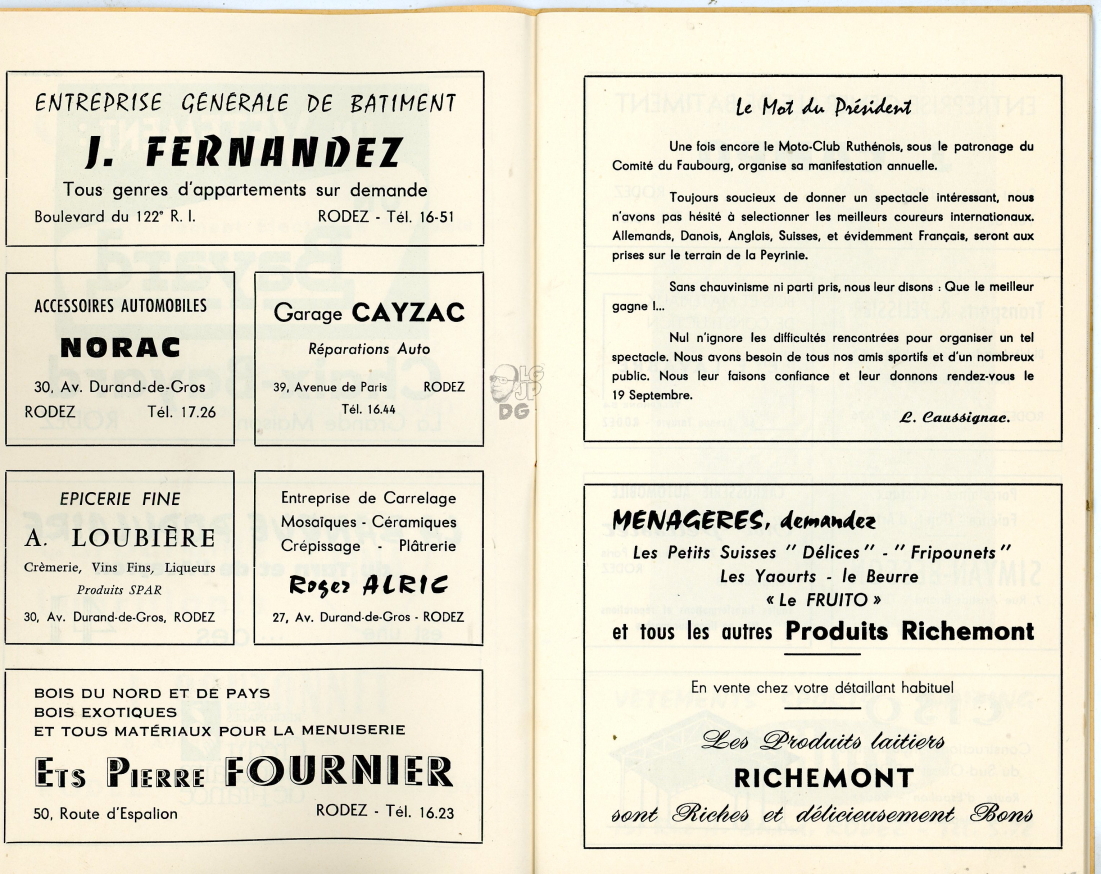 ENTREPRISE GÉNÉRALE DE BATIMENT
J. FERNANDEZ
Tous genres d'appartements sur demande
Boulevard du 122e R. I. RODEZ - Tél. 16-51
ACCESSOIRES AUTOMOBILES
NORAC
30, Av. Durand-de-Gros
RODEZ Tél. 17.26
Garage CAYZAC
Réparations Auto
39, Avenue de Paris RODEZ
Tél. 16.44
EPICERIE FINE
A. LOUBIÈRE
Crèmerie, Vins Fins, Liqueurs
Produits SPAR
30, Av. Durand-de-Gros, RODEZ
Entreprise de Carrelage
Mosaïques - Céramiques
Crépissage - Plâtrerie
Roger ALRIC
27, Av. Durand-de-Gros - RODEZ
BOIS DU NORD ET DE PAYS
BOIS EXOTIQUES
ET TOUS MATÉRIAUX POUR LA MENUISERIE
ETS PIERRE FOURNIER
50, Route d'Espalion RODEZ - Tél. 16.23
LG
JP
DG
Le Mot du Président
Une fois encore le Moto-Club Ruthénois, sous le patronage du
Comité du Faubourg, organise sa manifestation annuelle.
Toujours soucieux de donner un spectacle intéressant, nous
n'avons pas hésité à selectionner les meilleurs coureurs internationaux.
Allemands, Danois, Anglais, Suisses, et évidemment Français, seront aux
prises sur le terrain de la Peyrinie.
Sans chauvinisme ni parti pris, nous leur disons : Que le meilleur
gagne !...
Nul n'ignore les difficultés rencontrées pour organiser un tel
spectacle. Nous avons besoin de tous nos amis sportifs et d'un nombreux
public. Nous leur faisons confiance et leur donnons rendez-vous le
19 Septembre.
L. Caussignac.
MENAGÈRES, demandez
Les Petits Suisses " Délices " - " Fripounets "
Les Yaourts - le Beurre
« Le FRUITO »
et tous les autres Produits Richemont
En vente chez votre détaillant habituel
Les Produits laitiers
RICHEMONT
sont Riches et délicieusement Bons